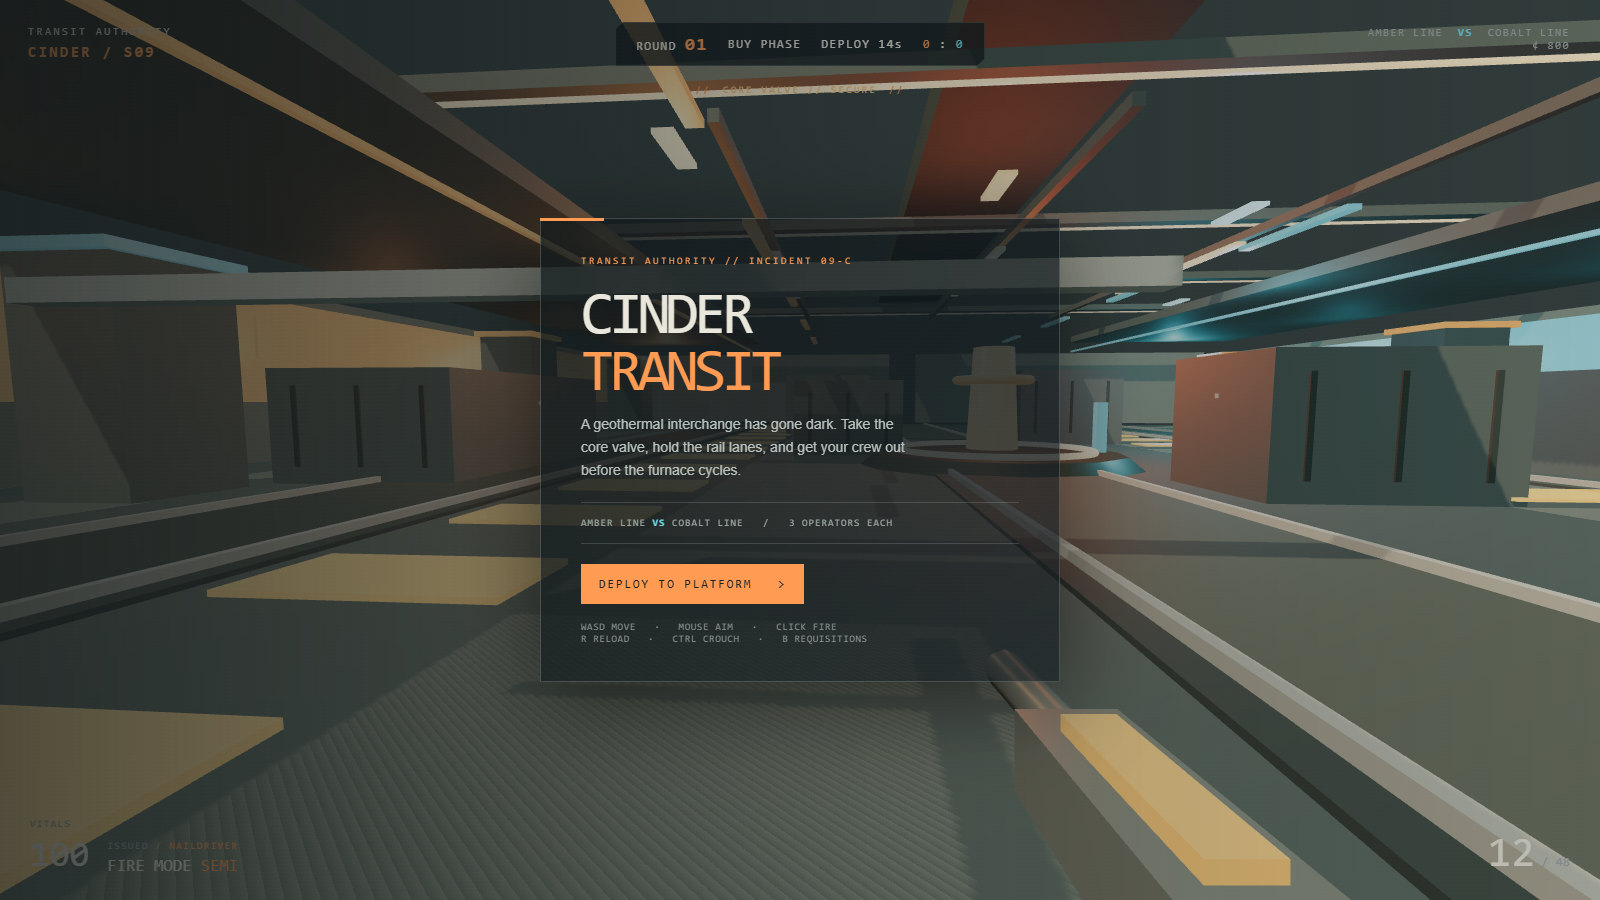 TRANSIT AUTHORITY
CINDER / S09
ROUND 01 BUY PHASE DEPLOY 14s 0 : 0
// CORE VALVE // SECURE //
AMBER LINE VS COBALT LINE
¢ 800
TRANSIT AUTHORITY // INCIDENT 09-C
CINDER
TRANSIT
A geothermal interchange has gone dark. Take the
core valve, hold the rail lanes, and get your crew out
before the furnace cycles.
AMBER LINE VS COBALT LINE / 3 OPERATORS EACH
DEPLOY TO PLATFORM >
WASD MOVE · MOUSE AIM · CLICK FIRE
R RELOAD · CTRL CROUCH · B REQUISITIONS
VITALS
100
ISSUED / NAILDRIVER
FIRE MODE SEMI
12 / 48